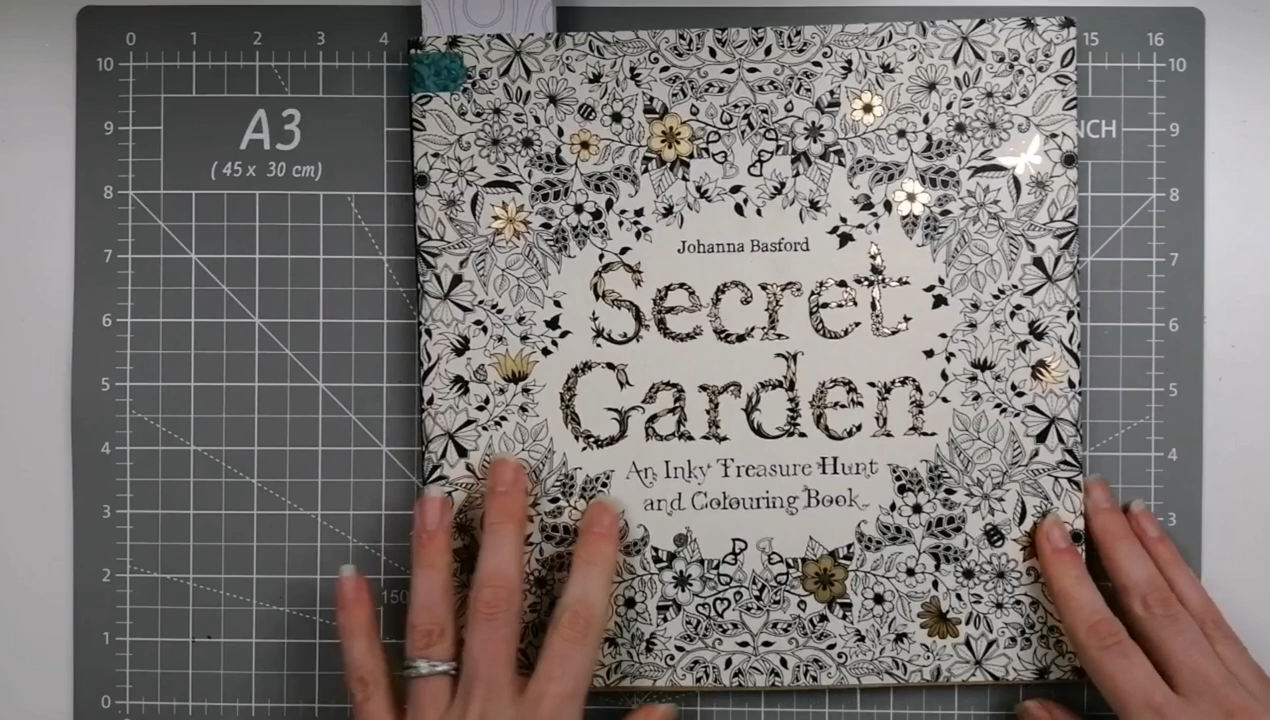 0 1 2 3 4 15 16
10 10
A3
( 45 x 30 cm)
9 NCH 9
8 8
7 7
6 6
5 5
4 4
3 3
2
1
0
150
Johanna Basford
Secret
Garden
An Inky Treasure Hunt
and Colouring Book